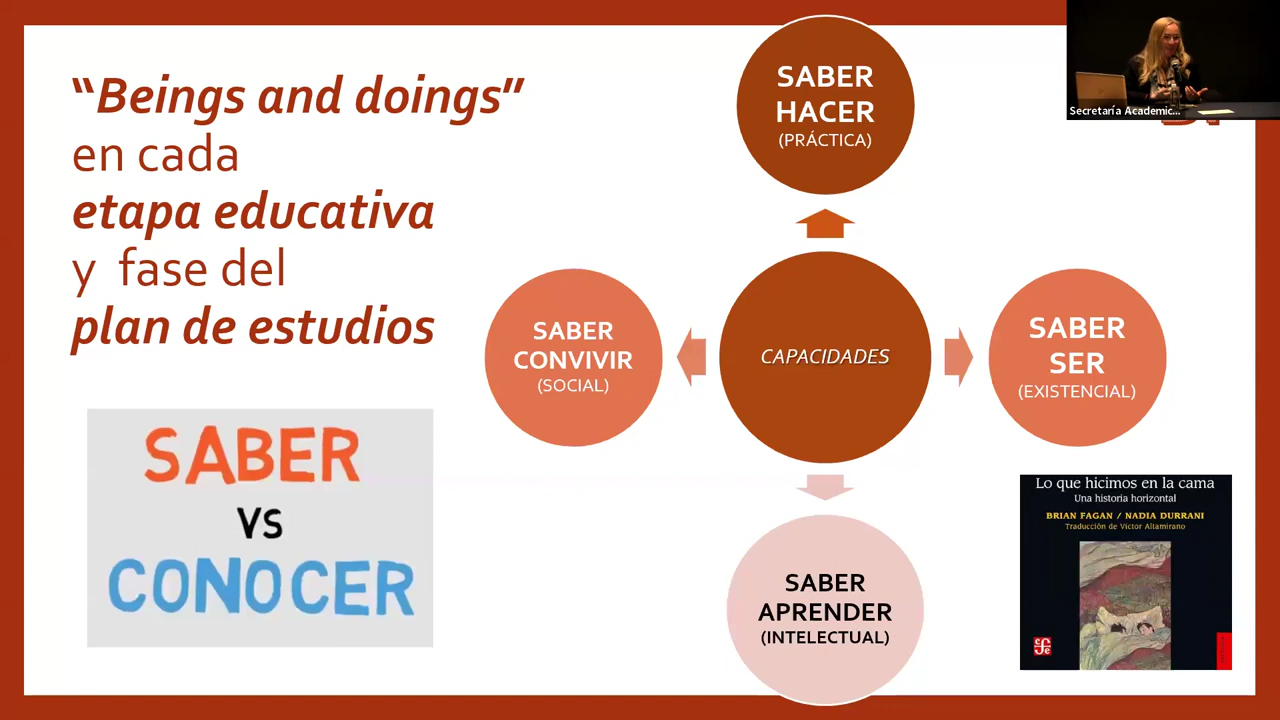 “Beings and doings”
en cada
etapa educativa
y fase del
plan de estudios
SABER
VS
CONOCER
SABER
HACER
(PRÁCTICA)
SABER
CONVIVIR
(SOCIAL)
CAPACIDADES
SABER
SER
(EXISTENCIAL)
SABER
APRENDER
(INTELECTUAL)
Secretaría Academic...
Lo que hicimos en la cama
Una historia horizontal
BRIAN FAGAN / NADIA DURRANI
Traducción de Victor Altamirano